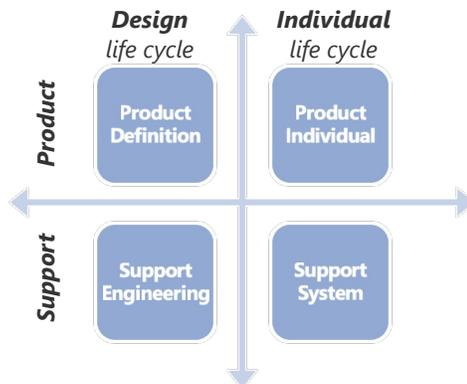 Design
life cycle
Individual
life cycle
Product
Product
Definition
Product
Individual
Support
Support
Engineering
Support
System